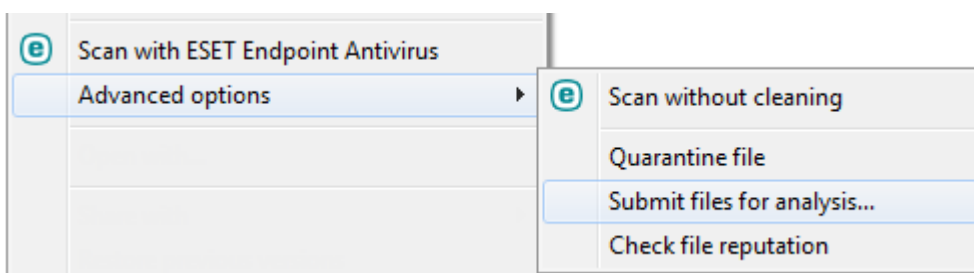 Scan with ESET Endpoint Antivirus
Advanced options
Scan without cleaning
Quarantine file
Submit files for analysis...
Check file reputation